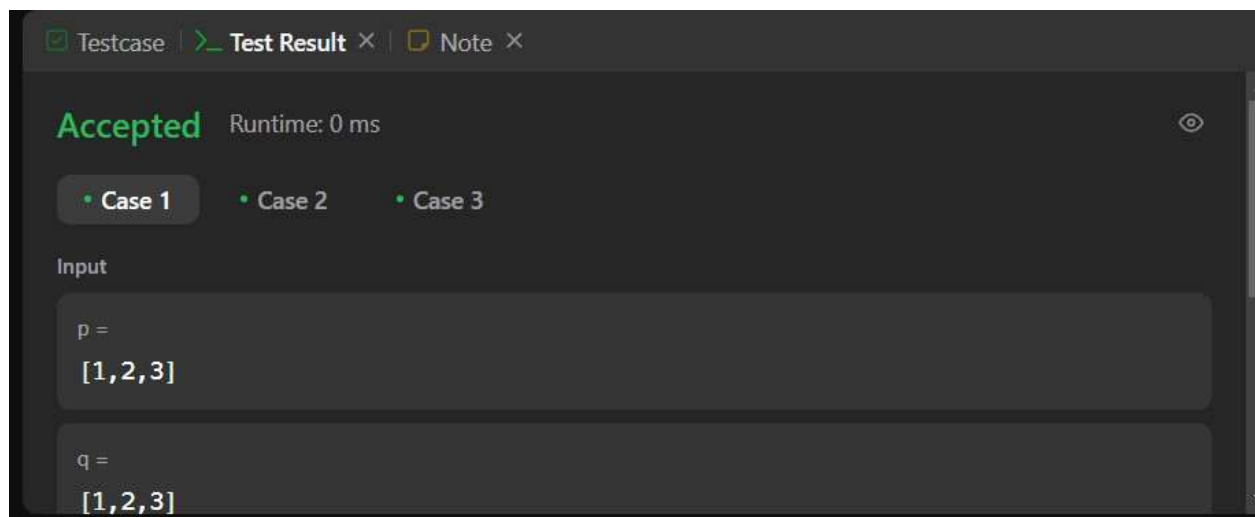 Testcase Test Result Note
Accepted Runtime: 0 ms
Case 1 Case 2 Case 3
Input
p =
[1,2,3]
q =
[1,2,3]